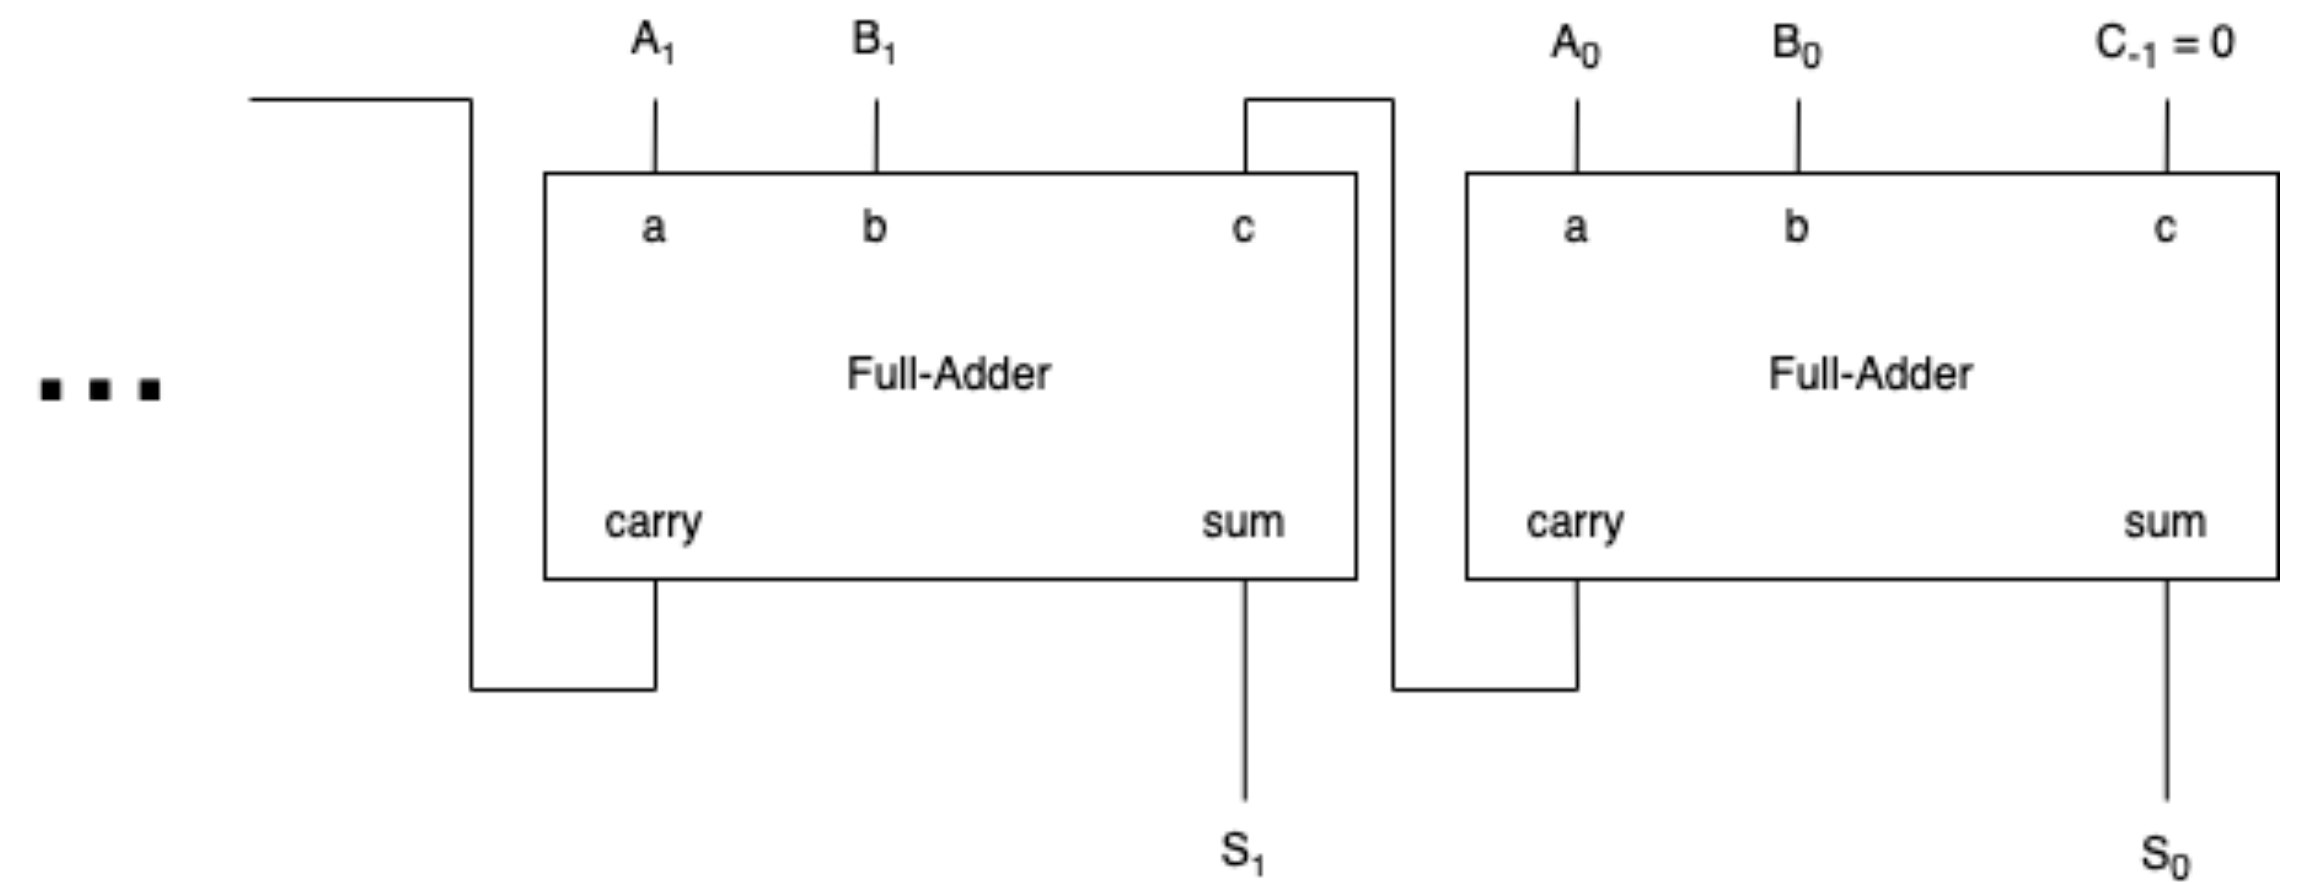 A₁ B₁ A₀ B₀ C₋₁ = 0
a b c a b c
Full-Adder Full-Adder
...
carry sum carry sum
S₁ S₀